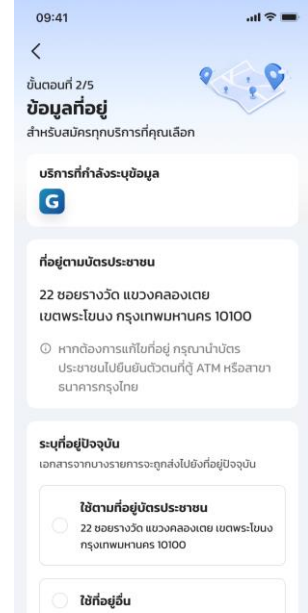 09:41
ขั้นตอนที่ 2/5
ข้อมูลที่อยู่
สำหรับสมัครทุกบริการที่คุณเลือก
บริการที่กำลังระบุข้อมูล
G
ที่อยู่ตามบัตรประชาชน
22 ซอยรางวัด แขวงคลองเตย
เขตพระโขนง กรุงเทพมหานคร 10100
หากต้องการแก้ไขที่อยู่ กรุณานำบัตร
ประชาชนไปยืนยันตัวตนที่ตู้ ATM หรือสาขา
ธนาคารกรุงไทย
ระบุที่อยู่ปัจจุบัน
เอกสารจากบางรายการจะถูกส่งไปยังที่อยู่ปัจจุบัน
ใช้ตามที่อยู่บัตรประชาชน
22 ซอยรางวัด แขวงคลองเตย เขตพระโขนง
กรุงเทพมหานคร 10100
ใช้ที่อยู่อื่น